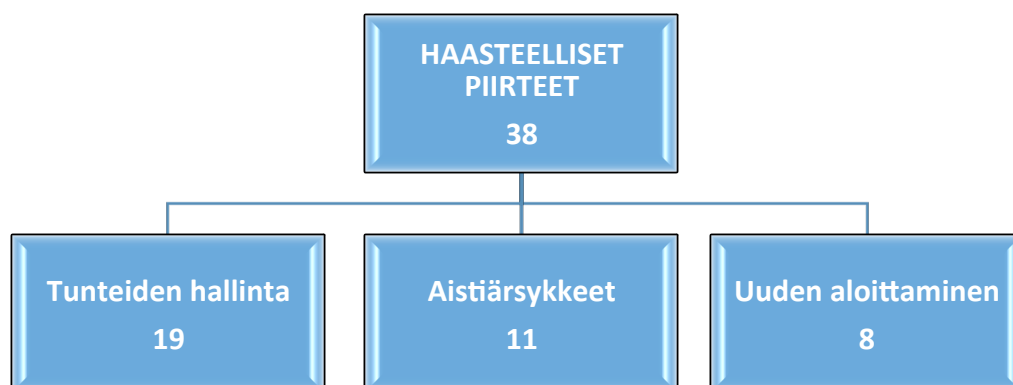 HAASTEELLISET
PIIRTEET
38
Tunteiden hallinta
19
Aistiärsykkeet
11
Uuden aloittaminen
8